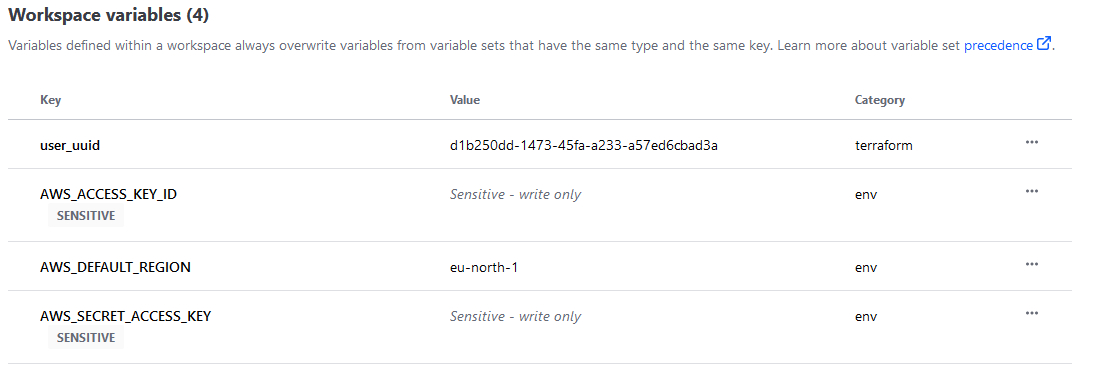 Workspace variables (4)
Variables defined within a workspace always overwrite variables from variable sets that have the same type and the same key. Learn more about variable set precedence.
Key Value Category
user_uuid d1b250dd-1473-45fa-a233-a57ed6cbad3a terraform
AWS_ACCESS_KEY_ID Sensitive - write only env
SENSITIVE
AWS_DEFAULT_REGION eu-north-1 env
AWS_SECRET_ACCESS_KEY Sensitive - write only env
SENSITIVE